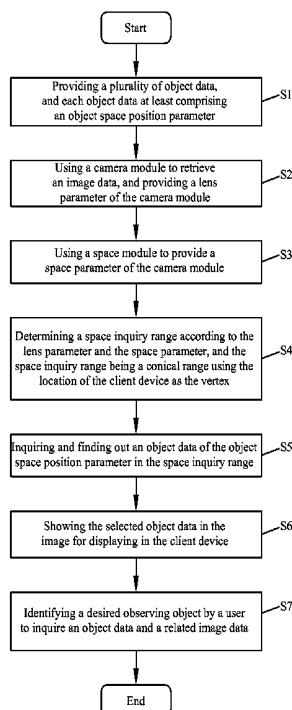 Start
Providing a plurality of object data,
and each object data at least comprising
an object space position parameter
S1
Using a camera module to retrieve
an image data, and providing a lens
parameter of the camera module
S2
Using a space module to provide a
space parameter of the camera module
S3
Determining a space inquiry range according to the
lens parameter and the space parameter, and the
space inquiry range being a conical range using the
location of the client device as the vertex
S4
Inquiring and finding out an object data of the object
space position parameter in the space inquiry range
S5
Showing the selected object data in the
image for displaying in the client device
S6
Identifying a desired observing object by a user
to inquire an object data and a related image data
S7
End